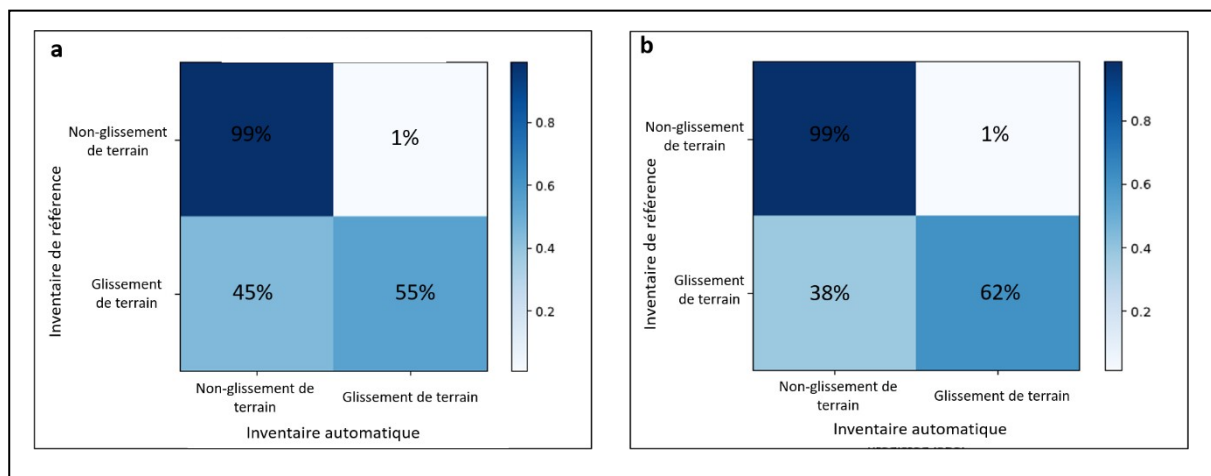 a
Non-glissement
de terrain
99%
1%
Glissement
de terrain
45%
55%
Inventaire de référence
Non-glissement de
terrain
Glissement de terrain
Inventaire automatique
0.8
0.6
0.4
0.2
b
Non-glissement
de terrain
99%
1%
Glissement
de terrain
38%
62%
Inventaire de référence
Non-glissement de
terrain
Glissement de terrain
Inventaire automatique
0.8
0.6
0.4
0.2